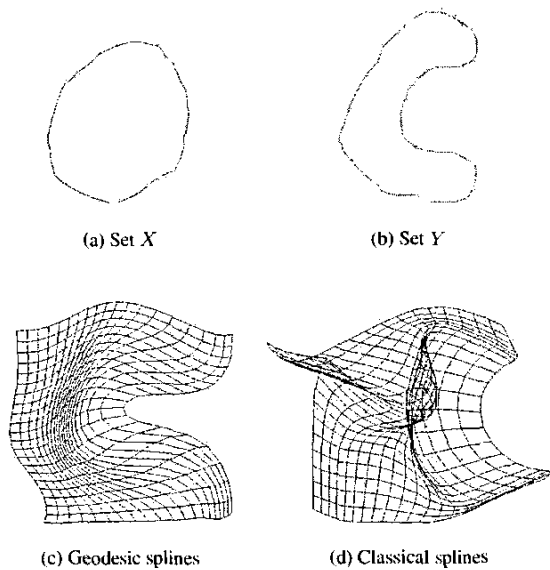 (a) Set X
(b) Set Y
(c) Geodesic splines
(d) Classical splines